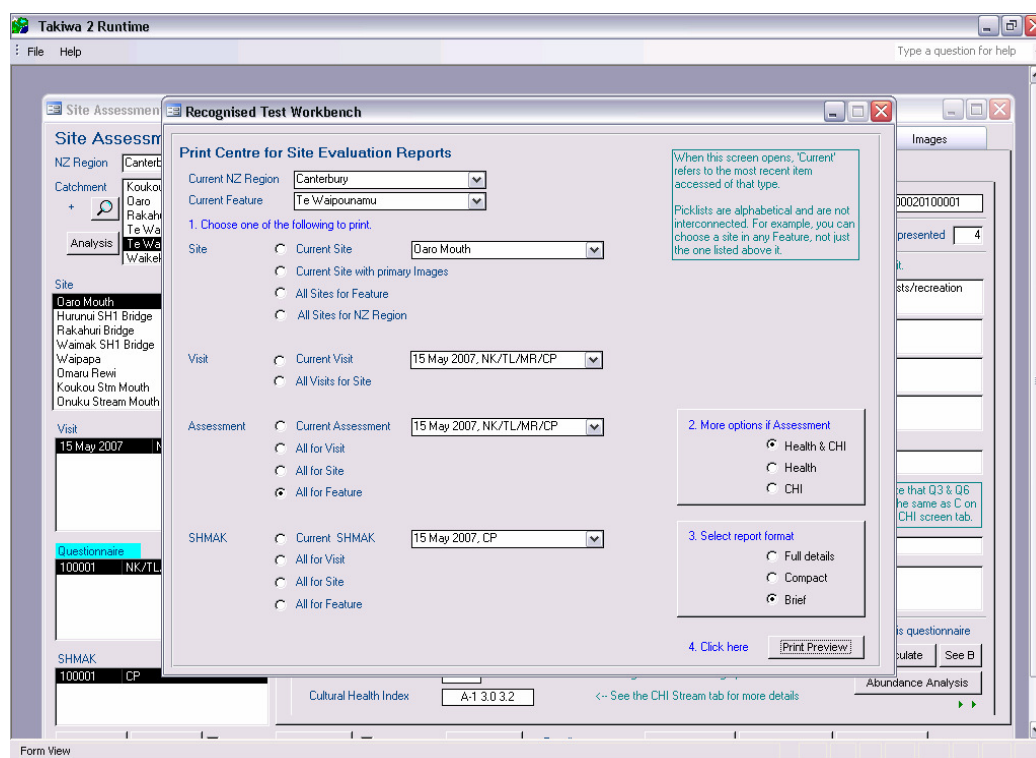 Takiwa 2 Runtime
File Help
Type a question for help
Site Assessmen
Recognised Test Workbench
Site Assessm
Images
NZ Region Canterb
Catchment
+
Analysis
Koukou
Oaro
Rakahu
Te Wa
Te Wa
Waikel
Site
Oaro Mouth
Hurunui SH1 Bridge
Rakahuri Bridge
Waimak SH1 Bridge
Waipapa
Omaru Rewi
Koukou Stm Mouth
Onuku Stream Mouth
Visit
15 May 2007 N
Questionnaire
100001 NK/TL
SHMAK
100001 CP
Print Centre for Site Evaluation Reports
Current NZ Region Canterbury
Current Feature Te Waipounamu
1. Choose one of the following to print.
Site Current Site Oaro Mouth
Current Site with primary Images
All Sites for Feature
All Sites for NZ Region
Visit Current Visit 15 May 2007, NK/TL/MR/CP
All Visits for Site
Assessment Current Assessment 15 May 2007, NK/TL/MR/CP
All for Visit
All for Site
All for Feature
SHMAK Current SHMAK 15 May 2007, CP
All for Visit
All for Site
All for Feature
When this screen opens, 'Current'
refers to the most recent item
accessed of that type.
Picklists are alphabetical and are not
interconnected. For example, you can
choose a site in any Feature, not just
the one listed above it.
2. More options if Assessment
Health & CHI
Health
CHI
3. Select report format
Full details
Compact
Brief
4. Click here Print Preview
00020100001
presented 4
it.
sts/recreation
te that Q3 & Q6
he same as C on
CHI screen tab.
is questionnaire
culate See B
Abundance Analysis
Cultural Health Index A-1 3.0 3.2 <-- See the CHI Stream tab for more details
Form View